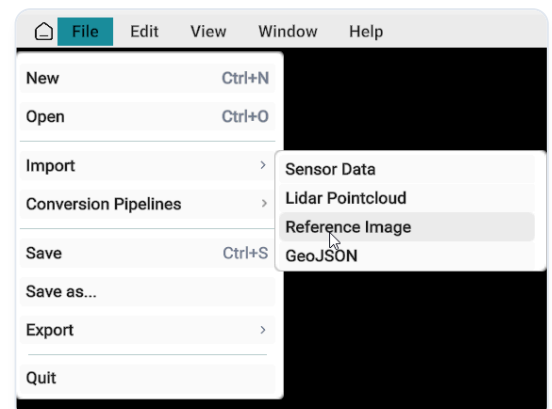 File Edit View Window Help
New Ctrl+N
Open Ctrl+O
Import
Conversion Pipelines
Save Ctrl+S
Save as...
Export
Quit
Sensor Data
Lidar Pointcloud
Reference Image
GeoJSON